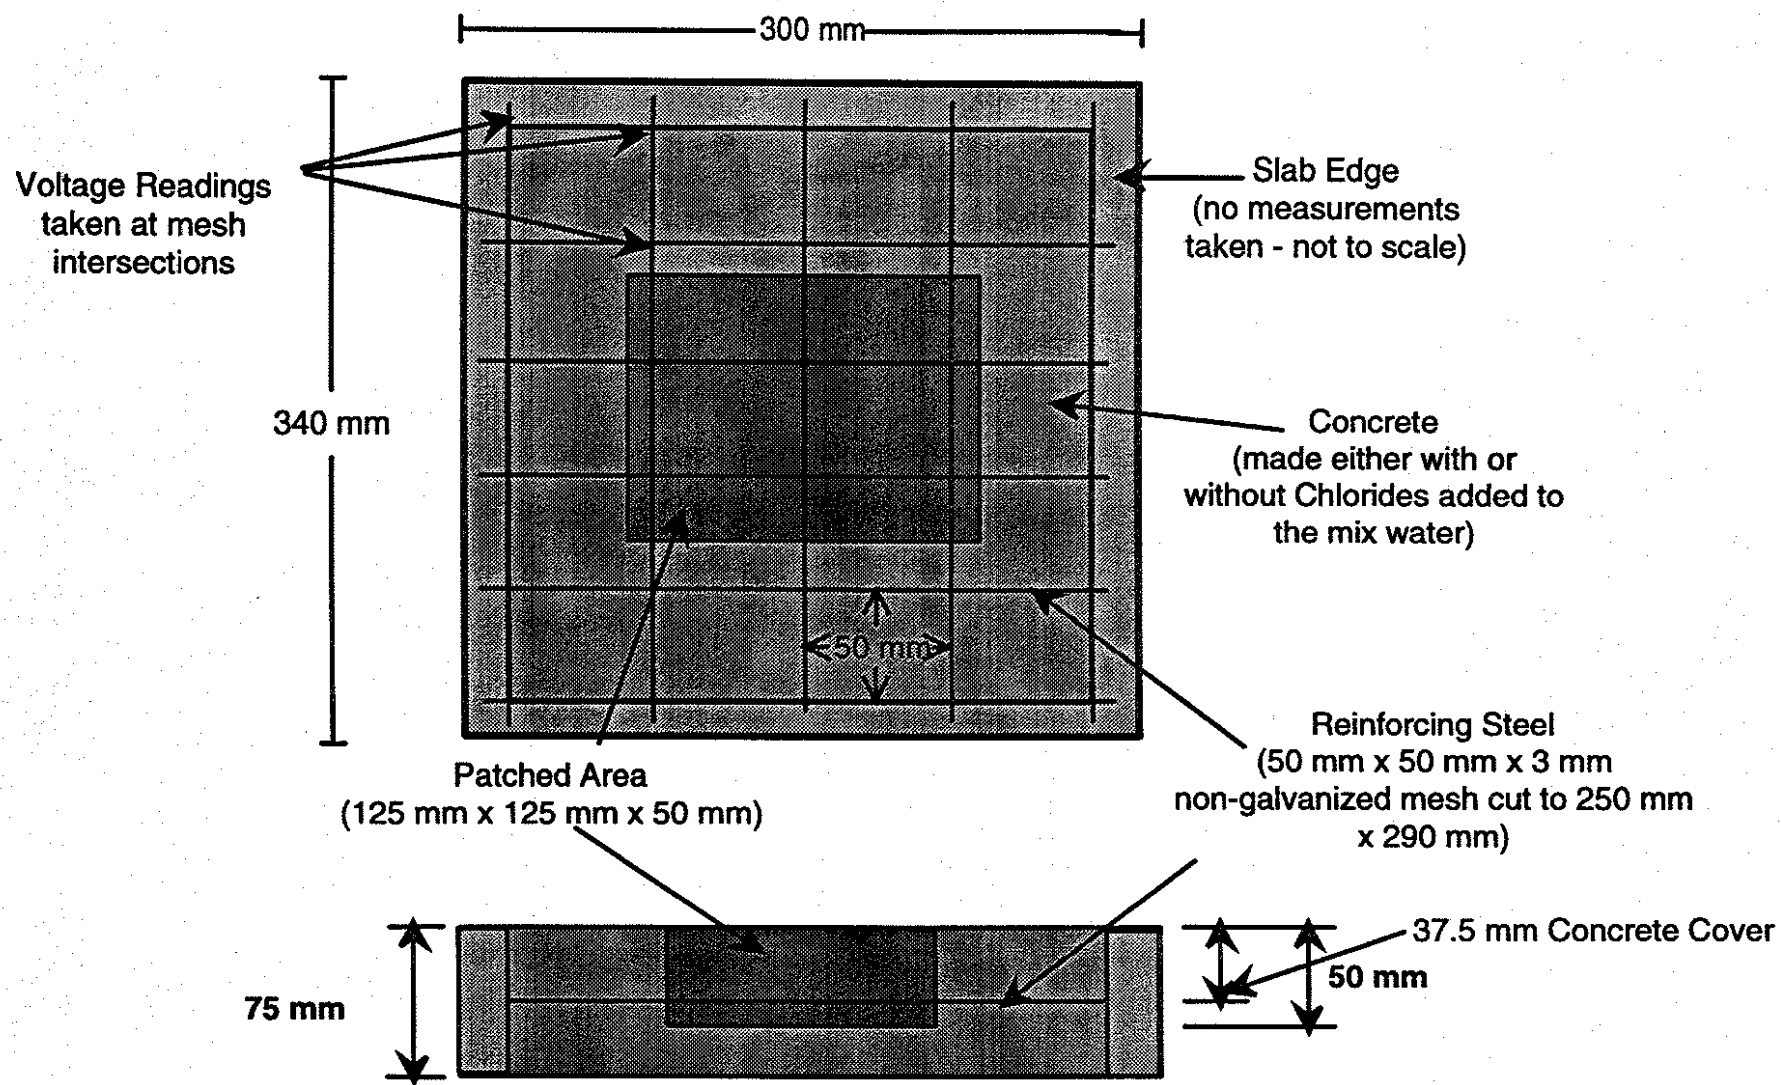 300 mm
Voltage Readings
taken at mesh
intersections
Slab Edge
(no measurements
taken - not to scale)
340 mm
Concrete
(made either with or
without Chlorides added to
the mix water)
50 mm
Reinforcing Steel
(50 mm x 50 mm x 3 mm
non-galvanized mesh cut to 250 mm
x 290 mm)
Patched Area
(125 mm x 125 mm x 50 mm)
37.5 mm Concrete Cover
50 mm
75 mm